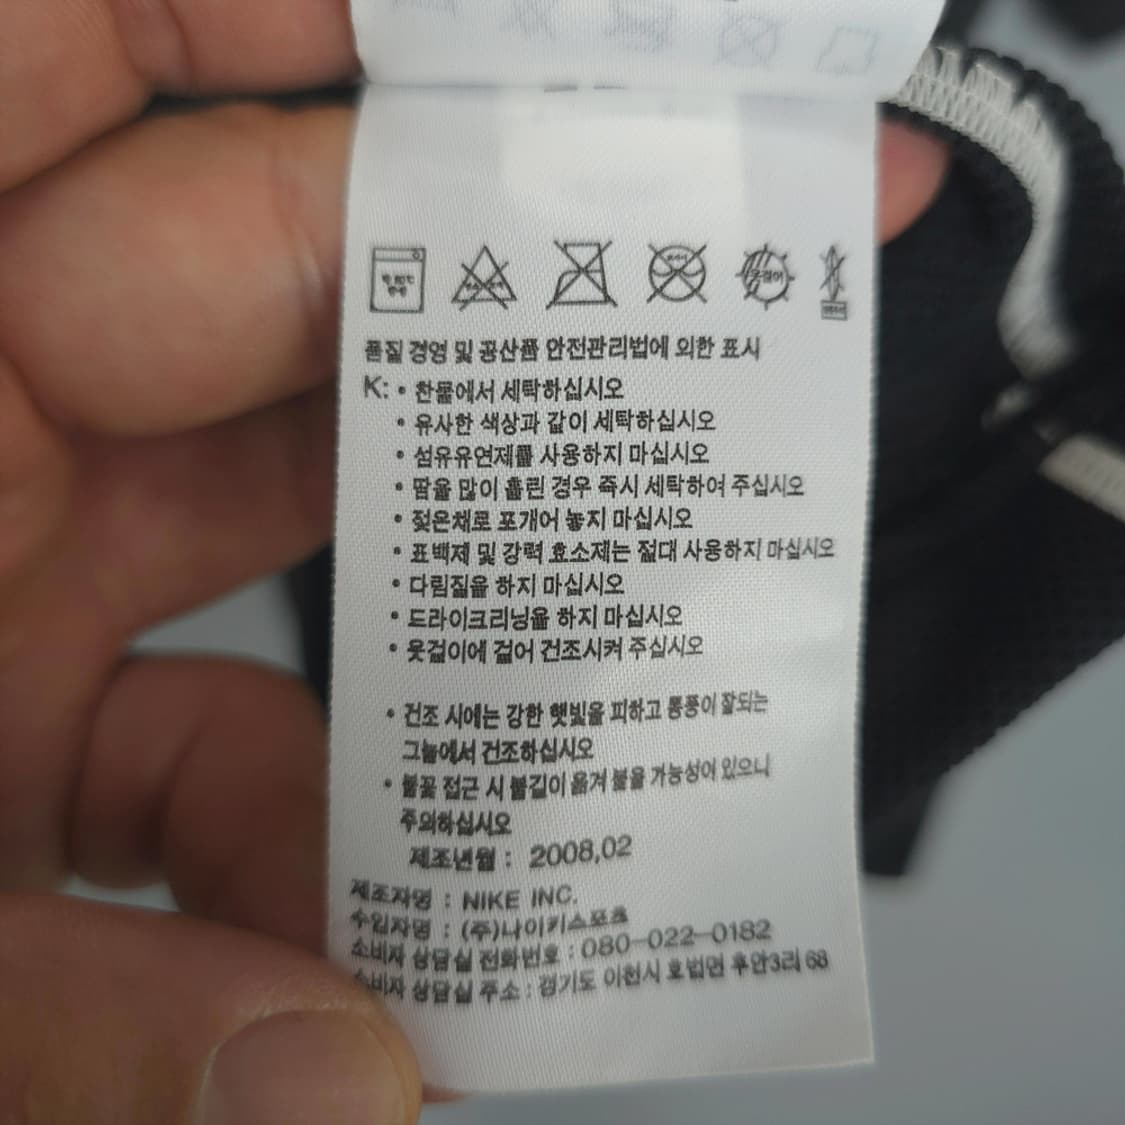 품질 경영 및 공산품 안전관리법에 의한 표시
K: • 찬물에서 세탁하십시오
• 유사한 색상과 같이 세탁하십시오
• 섬유유연제를 사용하지 마십시오
• 땀을 많이 흘린 경우 즉시 세탁하여 주십시오
• 젖은채로 포개어 놓지 마십시오
• 표백제 및 강력 효소제는 절대 사용하지 마십시오
• 다림질을 하지 마십시오
• 드라이크리닝을 하지 마십시오
• 옷걸이에 걸어 건조시켜 주십시오
• 건조 시에는 강한 햇빛을 피하고 통풍이 잘되는
그늘에서 건조하십시오
• 불꽃 접근 시 불길이 옮겨 붙을 가능성이 있으니
주의하십시오
제조년월 : 2008,02
제조자명 : NIKE INC.
수입자명 : (주)나이키스포츠
소비자 상담실 전화번호 : 080-022-0182
소비자 상담실 주소 : 경기도 이천시 호법면 후안3리 68